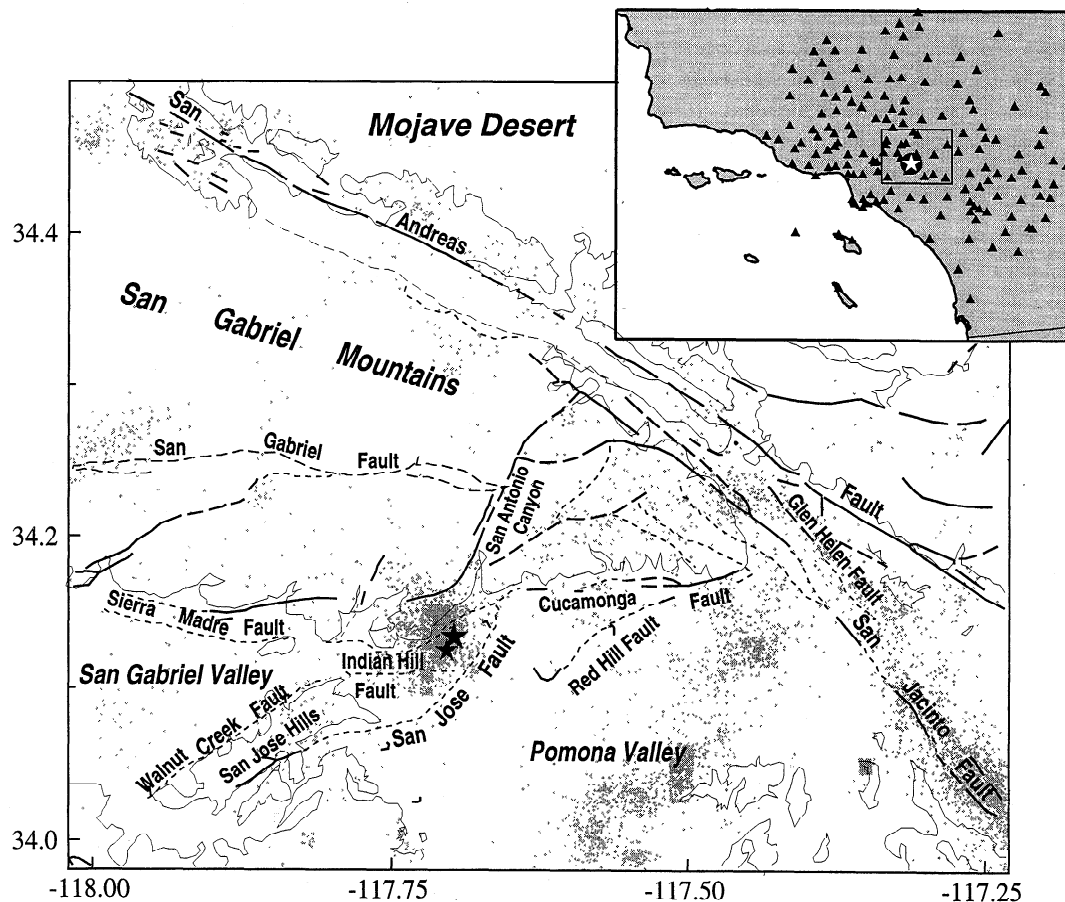 San
Mojave Desert
Andreas
34.4
San
Gabriel
Mountains
San
Gabriel
Fault
San Antonio
Canyon
Fault
Glen Helen Fault
34.2
Sierra
Madre
Fault
Cucamonga
Fault
San
Indian Hill
Fault
Red Hill Fault
San Gabriel Valley
Walnut Creek Fault
San Jose Hills
San
Jose
Fault
Jacinto
Fault
Pomona Valley
34.0
2
-118.00
-117.75
-117.50
-117.25